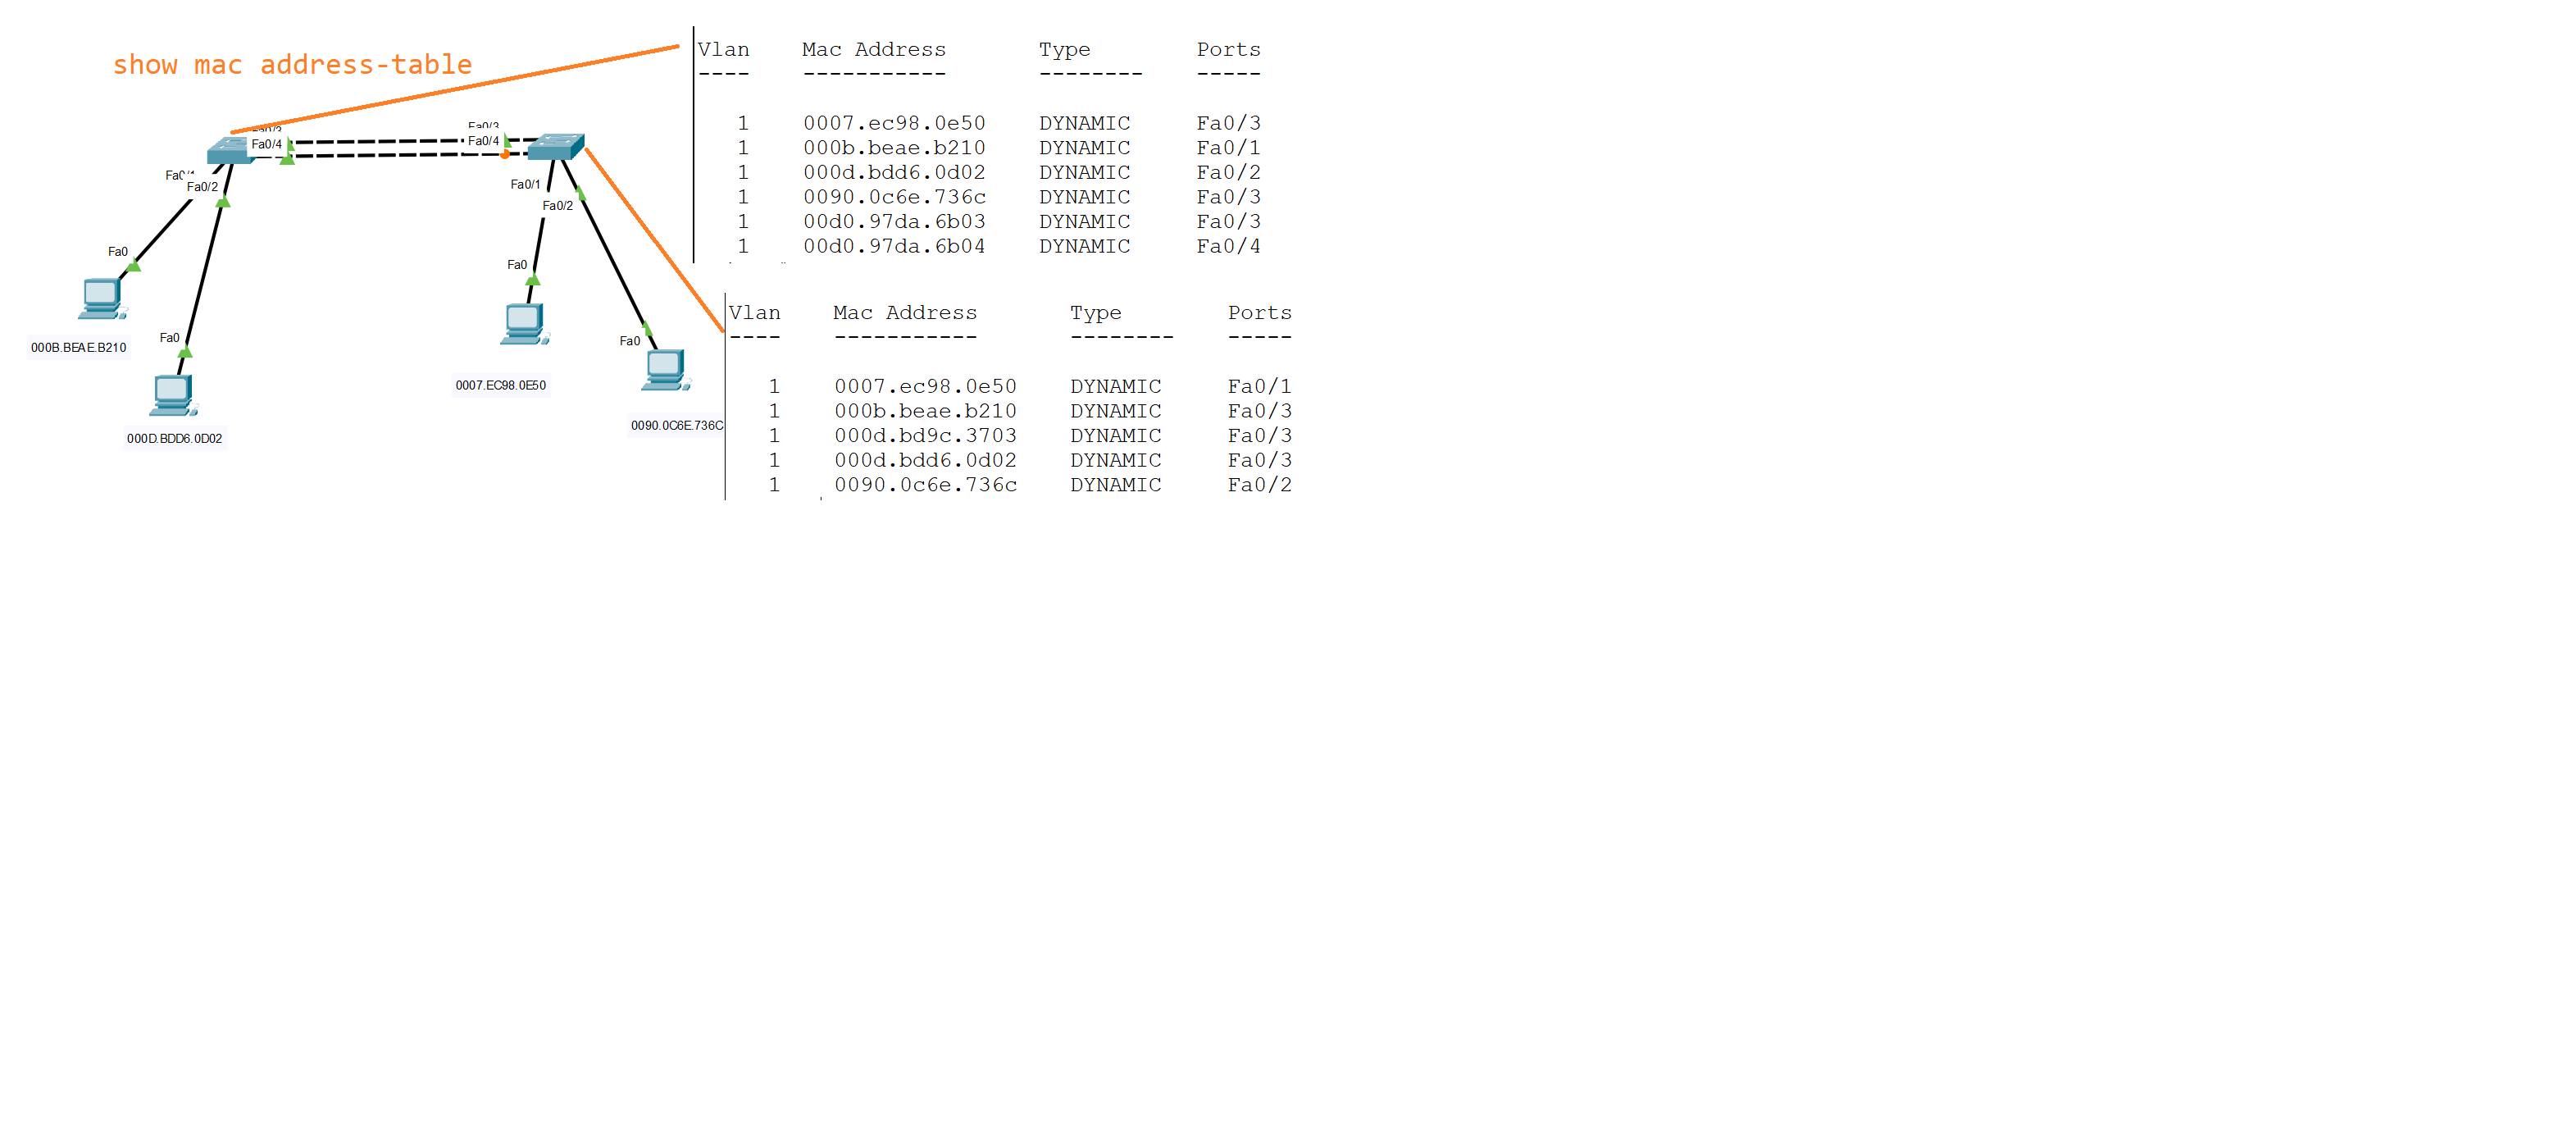 show mac address-table
Vlan Mac Address Type Ports
---- ----------- -------- -----
1 0007.ec98.0e50 DYNAMIC Fa0/3
1 000b.beae.b210 DYNAMIC Fa0/1
1 000d.bdd6.0d02 DYNAMIC Fa0/2
1 0090.0c6e.736c DYNAMIC Fa0/3
1 00d0.97da.6b03 DYNAMIC Fa0/3
1 00d0.97da.6b04 DYNAMIC Fa0/4
Fa0/3
Fa0/4
Fa0/3
Fa0/4
Fa0/1
Fa0/2
Fa0/1
Fa0/2
Fa0
Fa0
Fa0
Fa0
000B.BEAE.B210
000D.BDD6.0D02
0007.EC98.0E50
0090.0C6E.736C
Vlan Mac Address Type Ports
---- ----------- -------- -----
1 0007.ec98.0e50 DYNAMIC Fa0/1
1 000b.beae.b210 DYNAMIC Fa0/3
1 000d.bd9c.3703 DYNAMIC Fa0/3
1 000d.bdd6.0d02 DYNAMIC Fa0/3
1 0090.0c6e.736c DYNAMIC Fa0/2